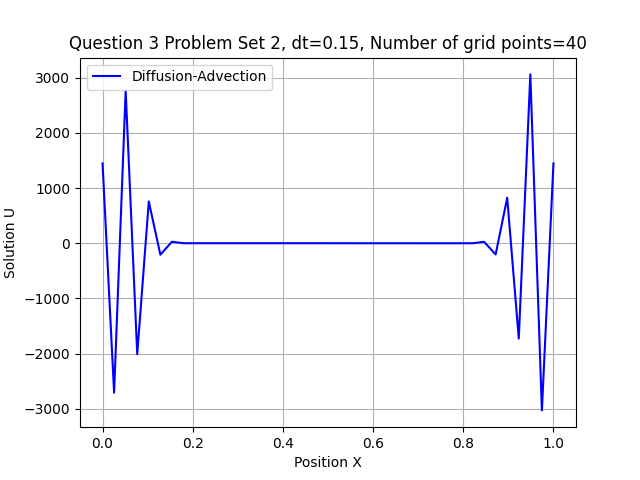 Question 3 Problem Set 2, dt=0.15, Number of grid points=40
Diffusion-Advection
3000
2000
1000
0
−1000
−2000
−3000
Solution U
0.0 0.2 0.4 0.6 0.8 1.0
Position X